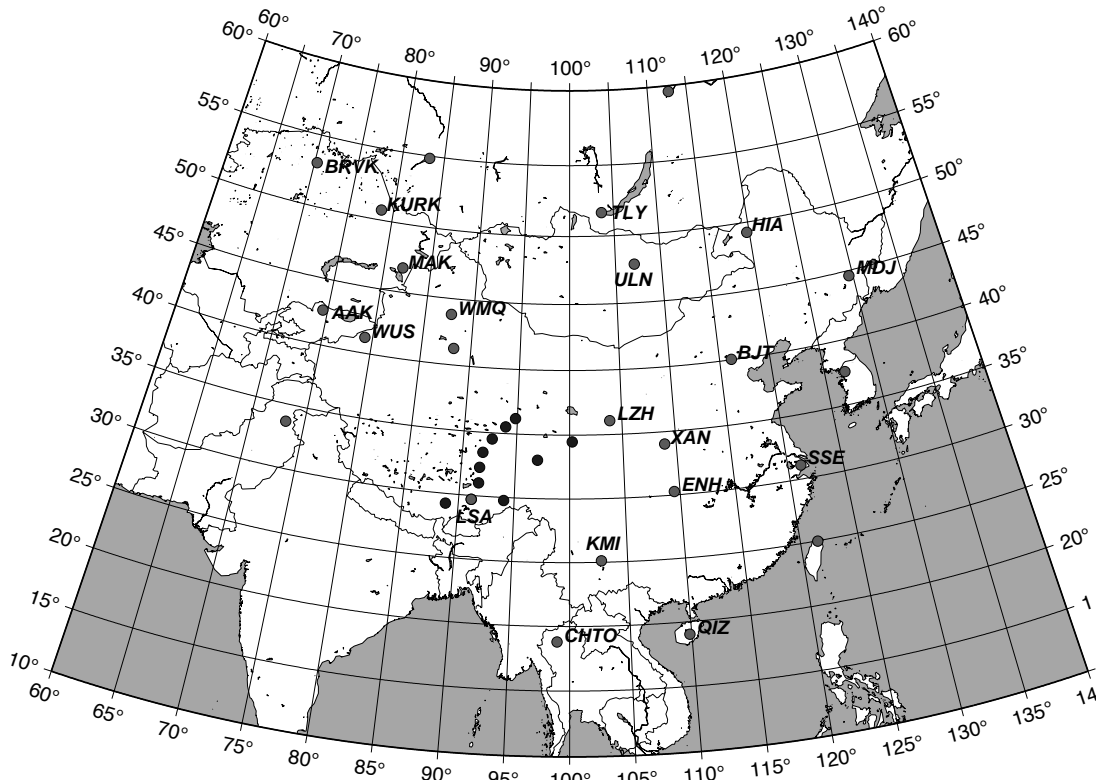 60° 70° 80° 90° 100° 110° 120° 130° 140°
60° 60°
55° 55°
50° 50°
45° 45°
40° 40°
35° 35°
30° 30°
25° 25°
20° 20°
15° 1
10°
BRVK
KURK
TLY
HIA
MAK
ULN
MDJ
AAK
WMQ
WUS
BJT
LZH
XAN
SSE
ENH
LSA
KMI
CHTO
QIZ
60° 65° 70° 75° 80° 85° 90° 95° 100° 105° 110° 115° 120° 125° 130° 135° 14